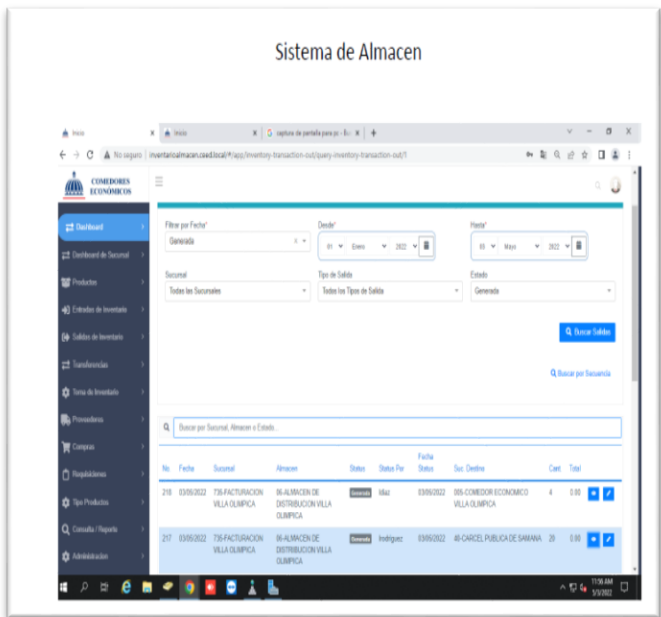 Sistema de Almacen
Inicio
Inicio
captura de pantalla para pc - Bus
No seguro | inventarioalmacen.ceed.local/#/app/inventory-transaction-out/query-inventory-transaction-out/1
COMEDORES
ECONÓMICOS
Dashboard
Dashboard de Sucursal
Productos
Entradas de Inventario
Salidas de Inventario
Transferencias
Toma de Inventario
Proveedores
Compras
Requisiciones
Tipo Productos
Consulta / Reporte
Administracion
Filtrar por Fecha* Desde* Hasta*
Generada 01 Enero 2022 05 Mayo 2022
Sucursal Tipo de Salida Estado
Todas las Sucursales Todos los Tipos de Salida Generada
Buscar Salidas
Buscar por Secuencia
Buscar por Sucursal, Almacen o Estado...
No. Fecha Sucursal Almacen Status Status Por Fecha Status Suc. Destino Cant Total
218 03/05/2022 735-FACTURACION 06-ALMACEN DE Generada ldiaz 03/05/2022 005-COMEDOR ECONOMICO 4 0.00
VILLA OLIMPICA DISTRIBUCION VILLA VILLA OLIMPICA
OLIMPICA
217 03/05/2022 735-FACTURACION 06-ALMACEN DE Generada lrodriguez 03/05/2022 40-CARCEL PUBLICA DE SAMANA 20 0.00
VILLA OLIMPICA DISTRIBUCION VILLA
OLIMPICA
11:56 AM
5/3/2022